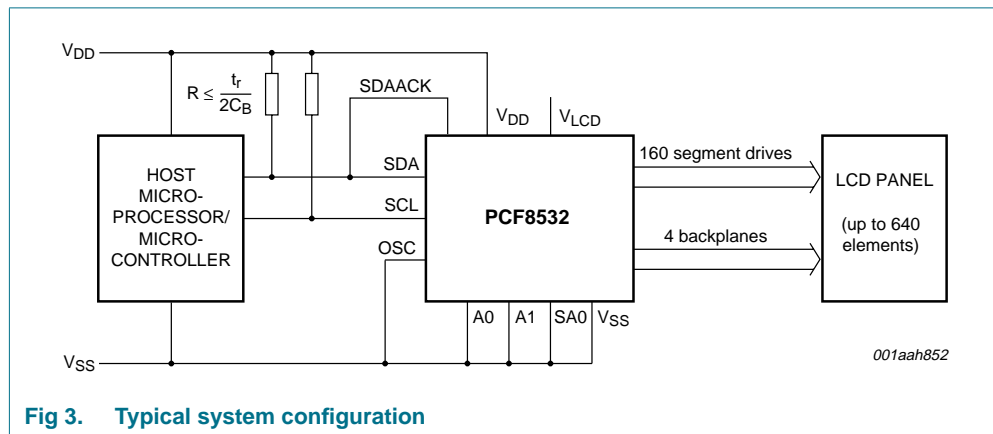 VDD
R ≤ tr
2CB
SDAACK
VDD
VLCD
HOST
MICRO-
PROCESSOR/
MICRO-
CONTROLLER
SDA
SCL
OSC
PCF8532
160 segment drives
4 backplanes
LCD PANEL
(up to 640
elements)
A0
A1
SA0
VSS
VSS
001aah852
Fig 3. Typical system configuration